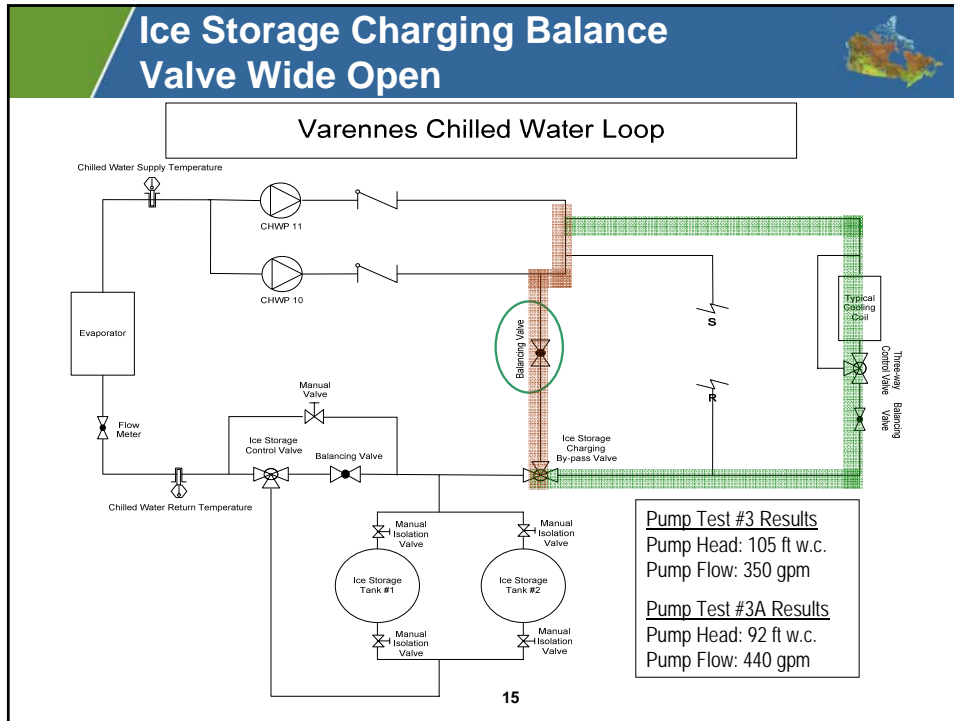 Ice Storage Charging Balance
Valve Wide Open
Varennes Chilled Water Loop
Chilled Water Supply Temperature
CHWP 11
CHWP 10
Evaporator
Balancing Valve
S
R
Typical
Cooling
Coil
Three-way
Control Valve
Balancing
Valve
Flow
Meter
Manual
Valve
Ice Storage
Control Valve
Balancing Valve
Ice Storage
Charging
By-pass Valve
Chilled Water Return Temperature
Manual
Isolation
Valve
Manual
Isolation
Valve
Ice Storage
Tank #1
Ice Storage
Tank #2
Manual
Isolation
Valve
Manual
Isolation
Valve
Pump Test #3 Results
Pump Head: 105 ft w.c.
Pump Flow: 350 gpm
Pump Test #3A Results
Pump Head: 92 ft w.c.
Pump Flow: 440 gpm
15